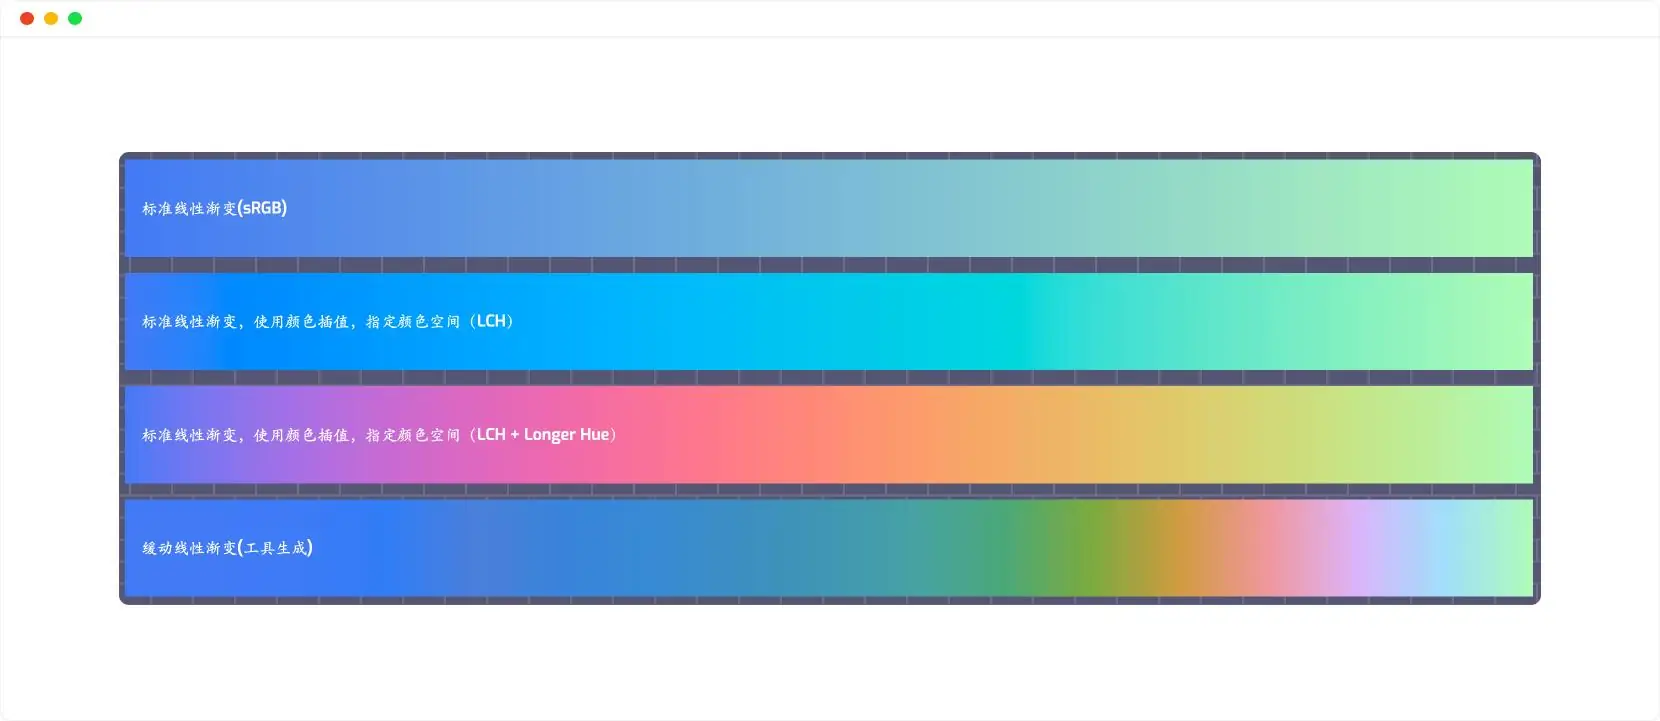 标准线性渐变(sRGB)
标准线性渐变，使用颜色插值，指定颜色空间（LCH）
标准线性渐变，使用颜色插值，指定颜色空间（LCH + Longer Hue）
缓动线性渐变(工具生成)